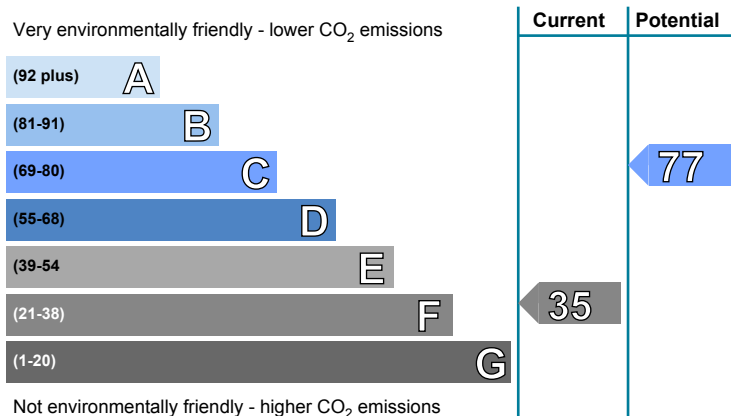 Very environmentally friendly - lower CO2 emissions
Current
Potential
(92 plus) A
(81-91) B
(69-80) C
77
(55-68) D
(39-54 E
(21-38) F
35
(1-20) G
Not environmentally friendly - higher CO2 emissions